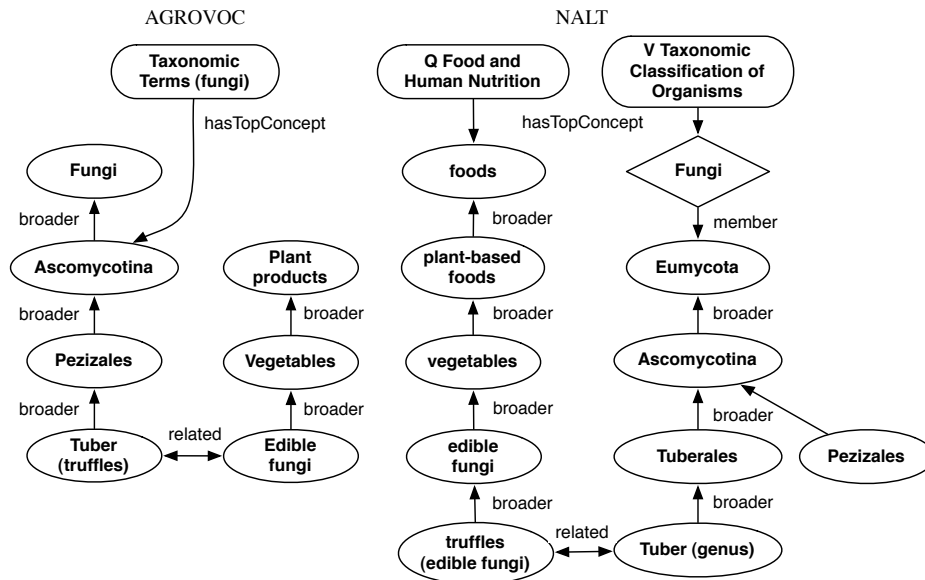 AGROVOC
Taxonomic
Terms (fungi)
hasTopConcept
Fungi
broader
Ascomycotina
Plant
products
broader
broader
Pezizales
Vegetables
broader
broader
Tuber
(truffles)
related
Edible
fungi
NALT
Q Food and
Human Nutrition
V Taxonomic
Classification of
Organisms
hasTopConcept
foods
Fungi
broader
member
plant-based
foods
Eumycota
broader
broader
vegetables
Ascomycotina
broader
broader
edible
fungi
Tuberales
Pezizales
broader
broader
truffles
(edible fungi)
related
Tuber (genus)